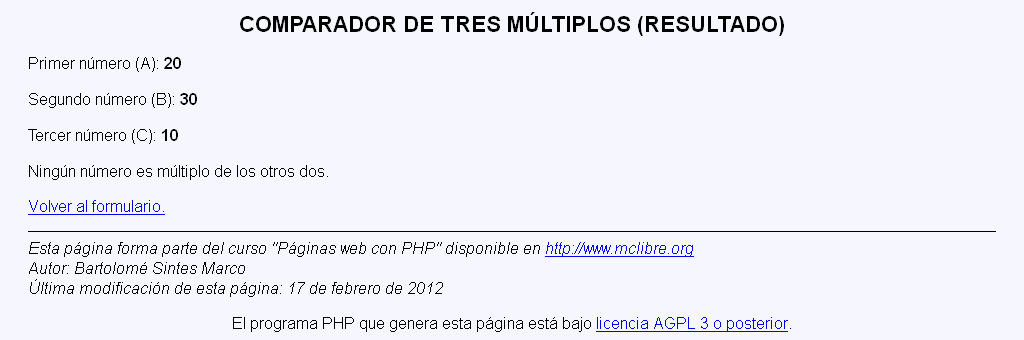 COMPARADOR DE TRES MÚLTIPLOS (RESULTADO)
Primer número (A): 20
Segundo número (B): 30
Tercer número (C): 10
Ningún número es múltiplo de los otros dos.
Volver al formulario.
Esta página forma parte del curso "Páginas web con PHP" disponible en http://www.mclibre.org
Autor: Bartolomé Sintes Marco
Última modificación de esta página: 17 de febrero de 2012
El programa PHP que genera esta página está bajo licencia AGPL 3 o posterior.